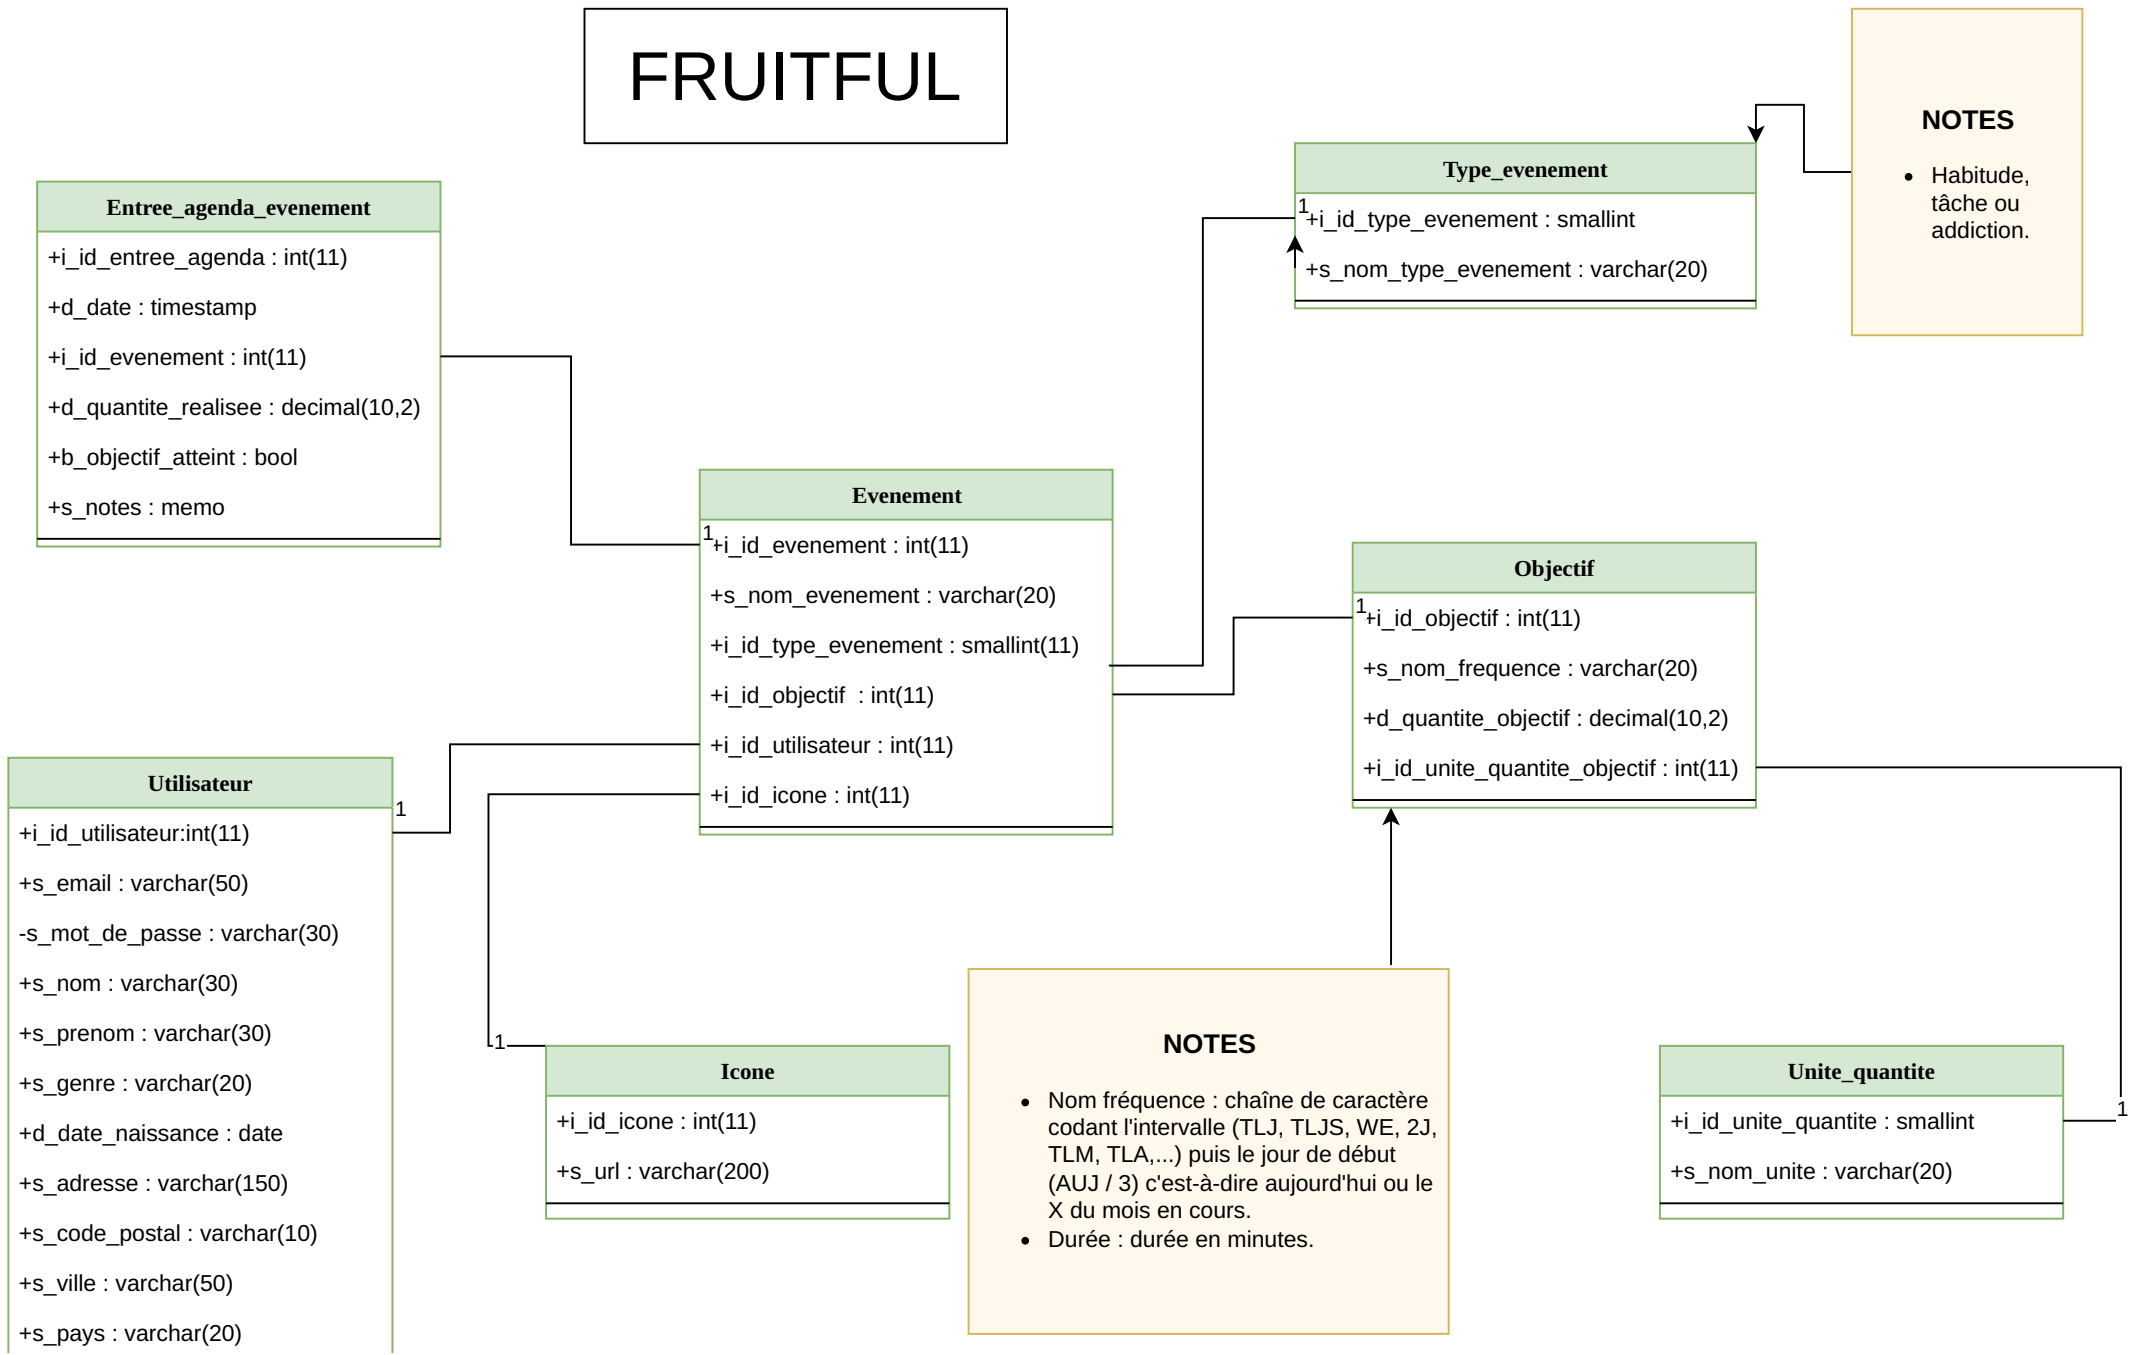 FRUITFUL
NOTES
Habitude,
tâche ou
addiction.
Type_evenement
1
+i_id_type_evenement : smallint
+s_nom_type_evenement : varchar(20)
Entree_agenda_evenement
+i_id_entree_agenda : int(11)
+d_date : timestamp
+i_id_evenement : int(11)
+d_quantite_realisee : decimal(10,2)
+b_objectif_atteint : bool
+s_notes : memo
Evenement
1
+i_id_evenement : int(11)
+s_nom_evenement : varchar(20)
+i_id_type_evenement : smallint(11)
+i_id_objectif  : int(11)
+i_id_utilisateur : int(11)
+i_id_icone : int(11)
Objectif
1
+i_id_objectif : int(11)
+s_nom_frequence : varchar(20)
+d_quantite_objectif : decimal(10,2)
+i_id_unite_quantite_objectif : int(11)
Utilisateur
1
+i_id_utilisateur:int(11)
+s_email : varchar(50)
-s_mot_de_passe : varchar(30)
+s_nom : varchar(30)
+s_prenom : varchar(30)
+s_genre : varchar(20)
+d_date_naissance : date
+s_adresse : varchar(150)
+s_code_postal : varchar(10)
+s_ville : varchar(50)
+s_pays : varchar(20)
1
Icone
+i_id_icone : int(11)
+s_url : varchar(200)
NOTES
Nom fréquence : chaîne de caractère
codant l'intervalle (TLJ, TLJS, WE, 2J,
TLM, TLA,...) puis le jour de début
(AUJ / 3) c'est-à-dire aujourd'hui ou le
X du mois en cours.
Durée : durée en minutes.
Unite_quantite
1
+i_id_unite_quantite : smallint
+s_nom_unite : varchar(20)